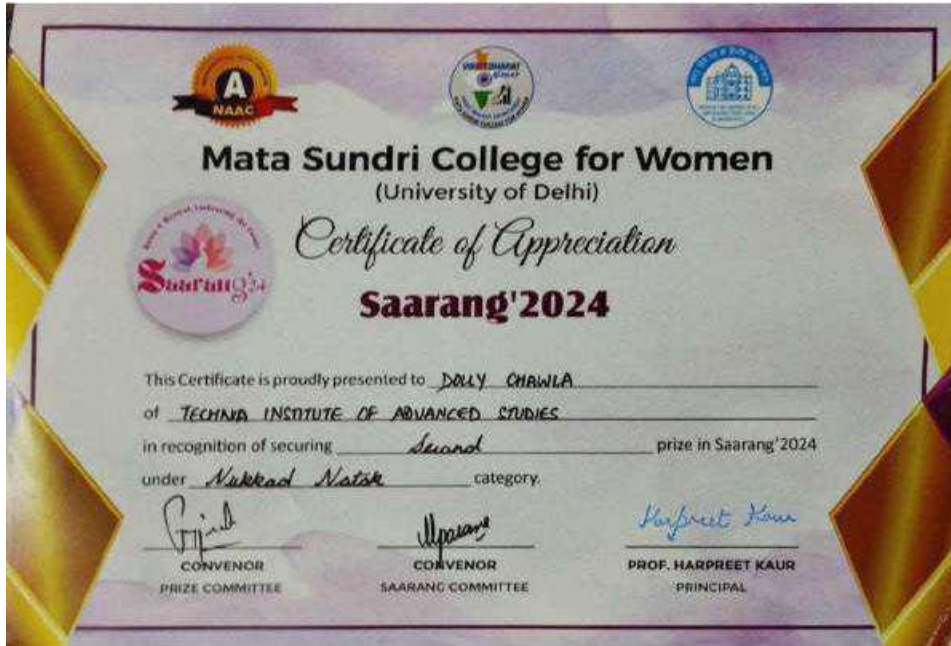 A
NAAC
Mata Sundri College for Women
(University of Delhi)
Certificate of Appreciation
Saarang'24
Saarang'2024
This Certificate is proudly presented to DOLLY CHAWLA
of TECHNIA INSTITUTE OF ADVANCED STUDIES
in recognition of securing Second prize in Saarang'2024
under Nukkad Natak category.
Harpreet Kaur
CONVENOR CONVENOR PROF. HARPREET KAUR
PRIZE COMMITTEE SAARANG COMMITTEE PRINCIPAL